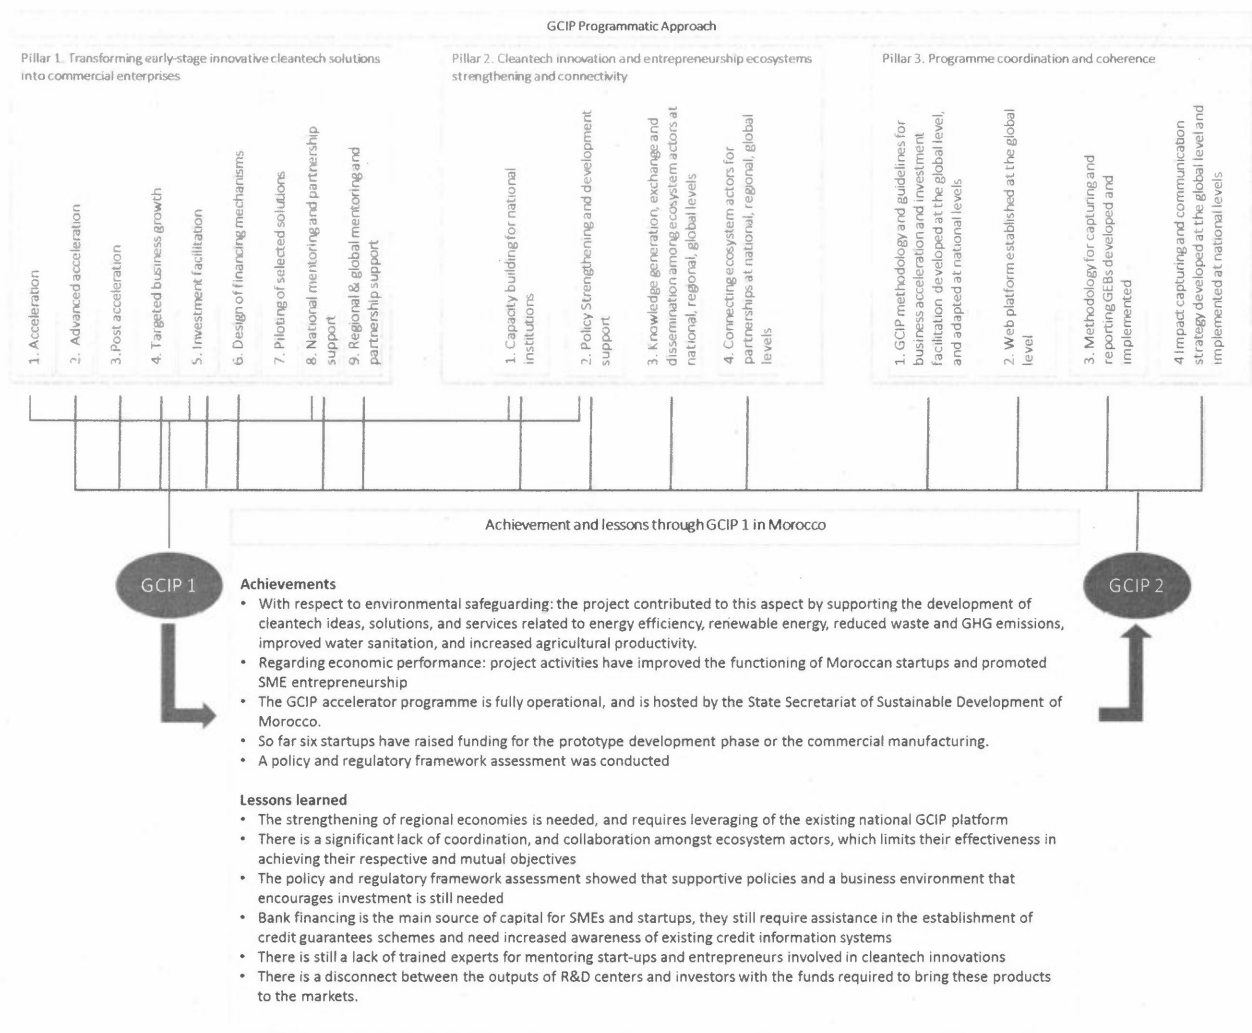 GCIP Programmatic Approach
Pillar 1. Transforming early-stage innovative cleantech solutions
into commercial enterprises
1. Acceleration
2. Advanced acceleration
3.Post acceleration
4. Targeted business growth
5. Investment facilitation
6. Design of financing mechanisms
7. Piloting of selected solutions
8. National mentoring and partnership
support
9. Regional & global mentoring and
partnership support
Pillar 2. Cleantech innovation and entrepreneurship ecosystems
strengthening and connectivity
1. Capacity building for national
institutions
2. Policy Strengthening and development
support
3. Knowledge generation, exchange and
dissemination among ecosystem actors at
national, regional, global levels
4. Connecting ecosystem actors for
partnerships at national, regional, global
levels
Pillar 3. Programme coordination and coherence
1. GCIP methodology and guidelines for
business acceleration and investment
facilitation developed at the global level,
and adapted at national levels
2. Web platform established at the global
level
3. Methodology for capturing and
reporting GEBs developed and
implemented
4 Impact capturing and communication
strategy developed at the global level and
implemented at national levels
Achievement and lessons through GCIP 1 in Morocco
GCIP 1
GCIP 2
Achievements
• With respect to environmental safeguarding: the project contributed to this aspect by supporting the development of
cleantech ideas, solutions, and services related to energy efficiency, renewable energy, reduced waste and GHG emissions,
improved water sanitation, and increased agricultural productivity.
• Regarding economic performance: project activities have improved the functioning of Moroccan startups and promoted
SME entrepreneurship
• The GCIP accelerator programme is fully operational, and is hosted by the State Secretariat of Sustainable Development of
Morocco.
• So far six startups have raised funding for the prototype development phase or the commercial manufacturing.
• A policy and regulatory framework assessment was conducted
Lessons learned
• The strengthening of regional economies is needed, and requires leveraging of the existing national GCIP platform
• There is a significant lack of coordination, and collaboration amongst ecosystem actors, which limits their effectiveness in
achieving their respective and mutual objectives
• The policy and regulatory framework assessment showed that supportive policies and a business environment that
encourages investment is still needed
• Bank financing is the main source of capital for SMEs and startups, they still require assistance in the establishment of
credit guarantees schemes and need increased awareness of existing credit information systems
• There is still a lack of trained experts for mentoring start-ups and entrepreneurs involved in cleantech innovations
• There is a disconnect between the outputs of R&D centers and investors with the funds required to bring these products
to the markets.